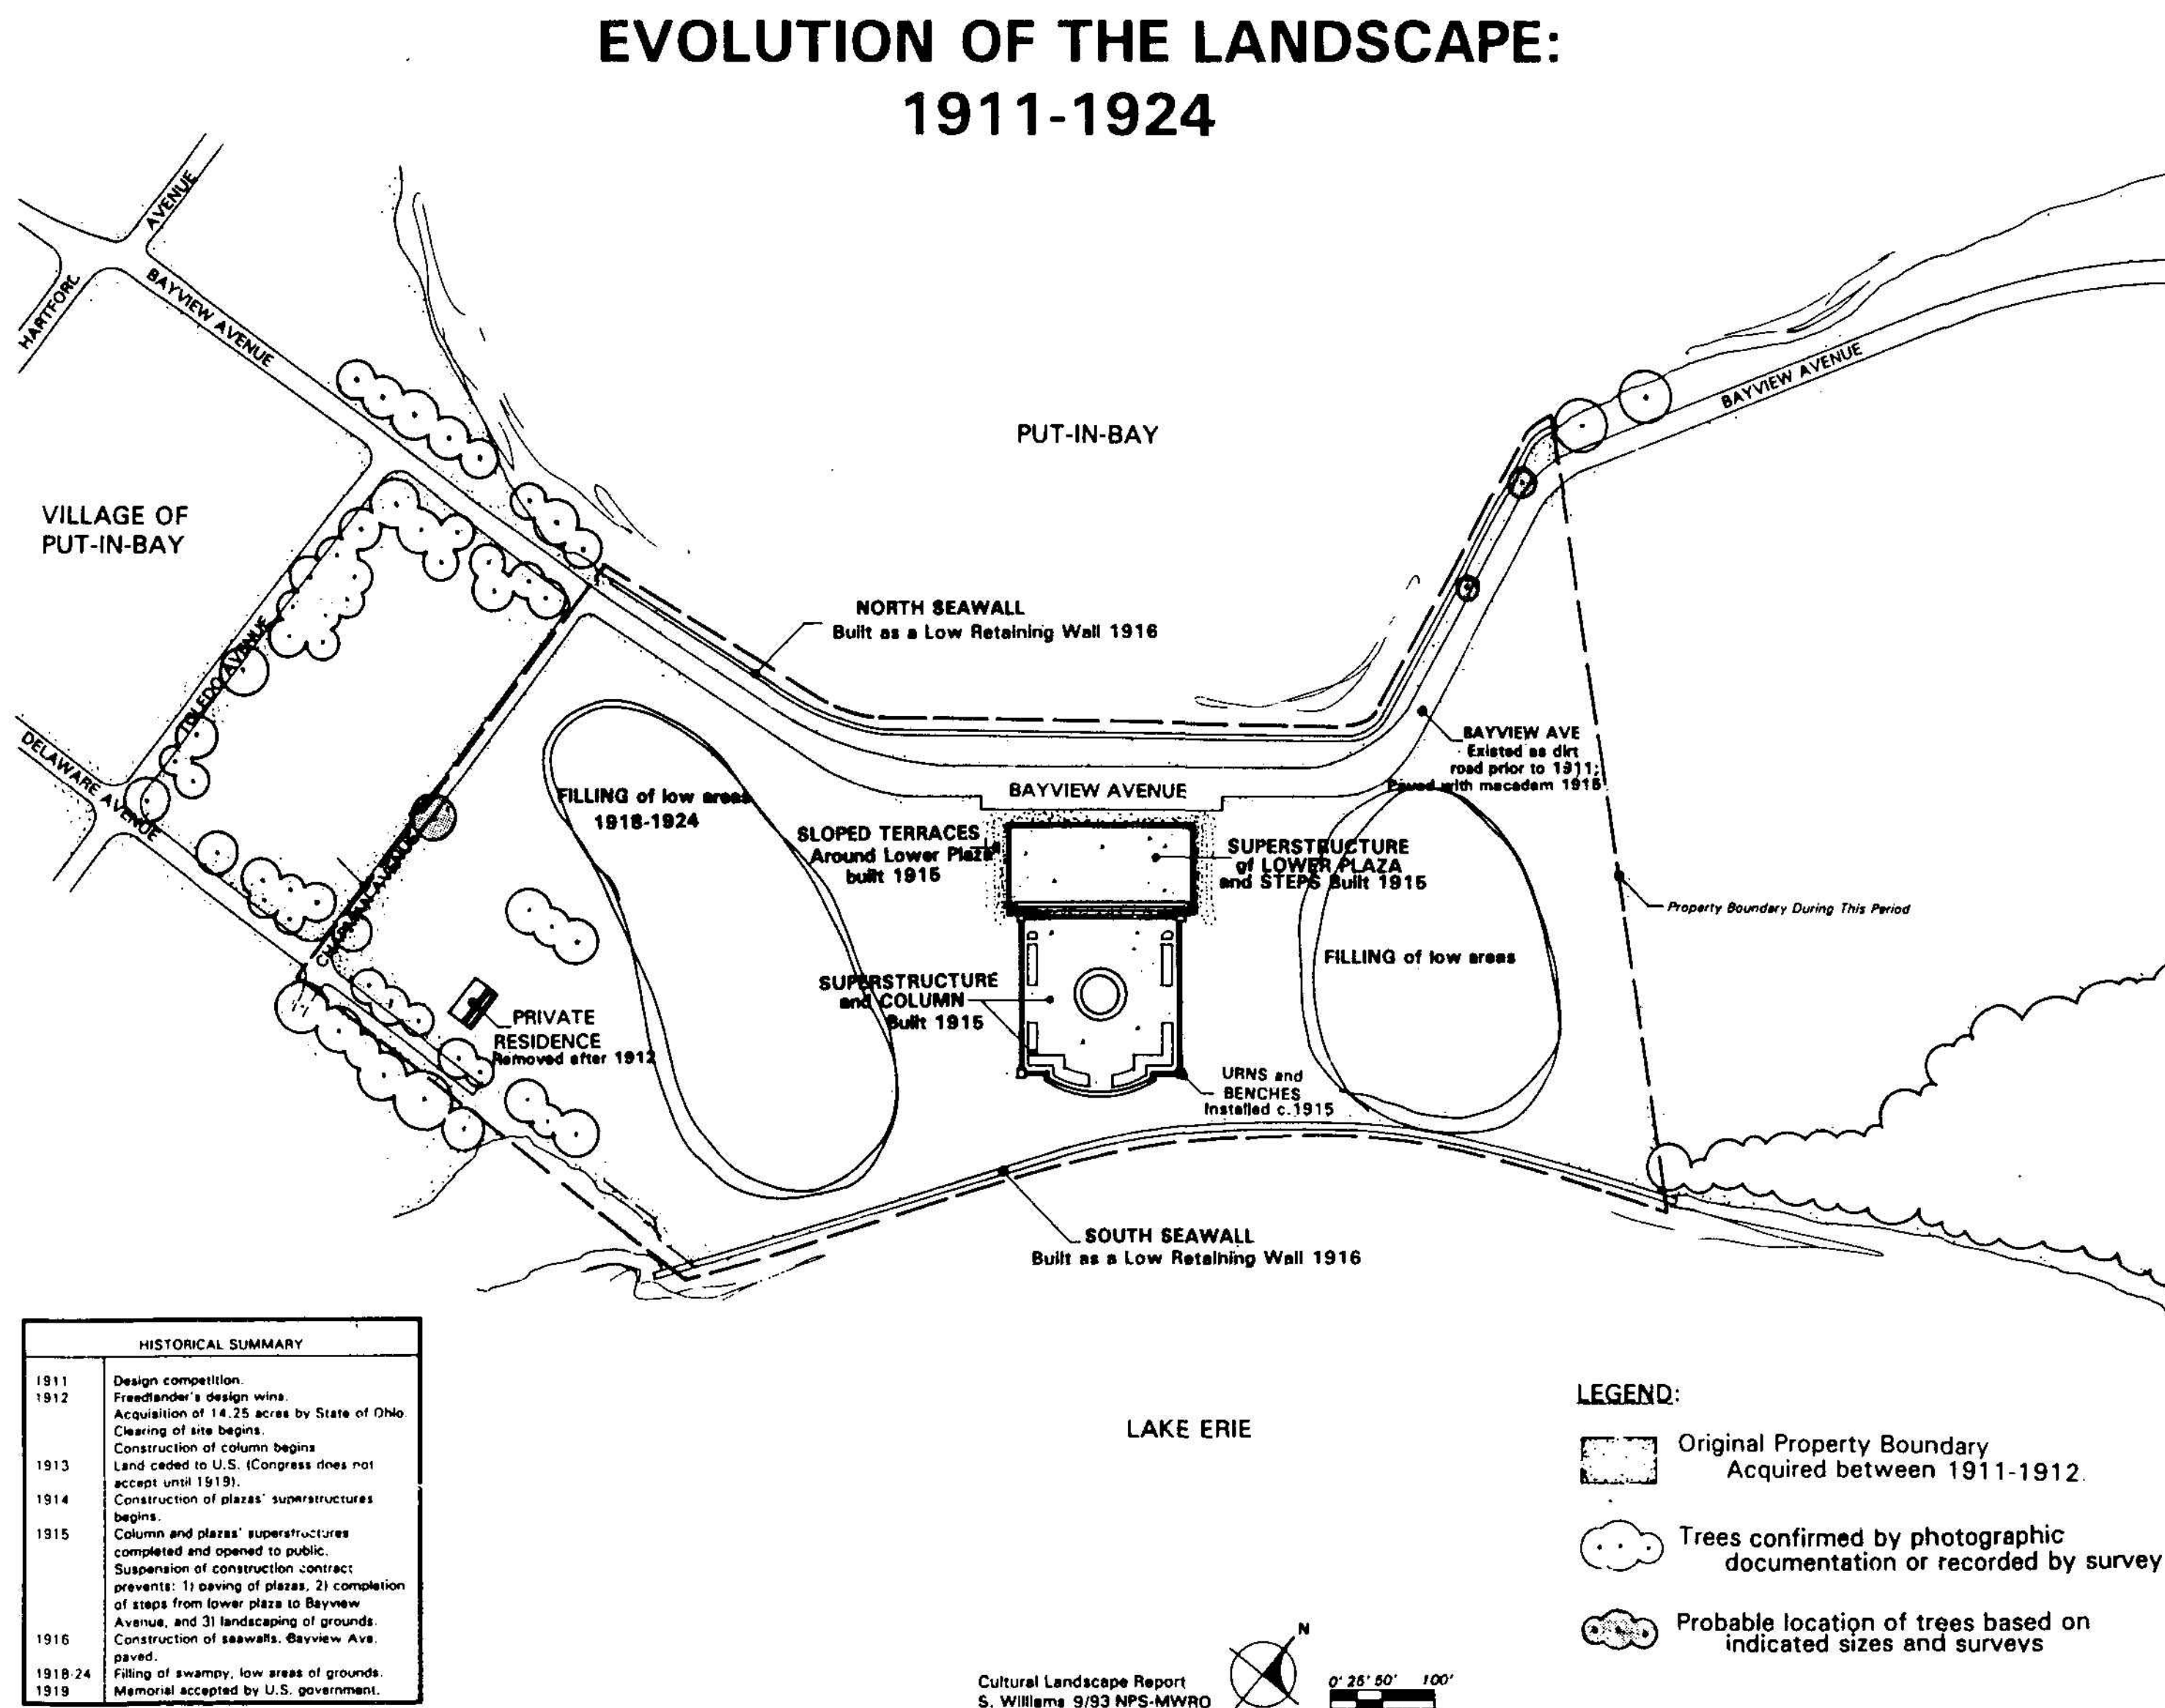 EVOLUTION OF THE LANDSCAPE:
1911-1924
AVENUE
HARTFORD
BAYVIEW AVENUE
BAYVIEW AVENUE
PUT-IN-BAY
VILLAGE OF
PUT-IN-BAY
NORTH SEAWALL
Built as a Low Retaining Wall 1916
TOLEDO AVENUE
DELAWARE AVENUE
CHAPMAN AVENUE
BAYVIEW AVE
Existed as dirt
road prior to 1911;
Paved with macadam 1916
BAYVIEW AVENUE
FILLING of low areas
1918-1924
SLOPED TERRACES
Around Lower Plaza
built 1915
SUPERSTRUCTURE
of LOWER PLAZA
and STEPS Built 1915
Property Boundary During This Period
FILLING of low areas
SUPERSTRUCTURE
and COLUMN
Built 1915
PRIVATE
RESIDENCE
Removed after 1912
URNS and
BENCHES
Installed c.1915
SOUTH SEAWALL
Built as a Low Retaining Wall 1916
LAKE ERIE
HISTORICAL SUMMARY
1911 Design competition.
1912 Freedlander's design wins.
Acquisition of 14.25 acres by State of Ohio.
Clearing of site begins.
Construction of column begins
1913 Land ceded to U.S. (Congress does not
accept until 1919).
1914 Construction of plazas' superstructures
begins.
1915 Column and plazas' superstructures
completed and opened to public.
Suspension of construction contract
prevents: 1) paving of plazas, 2) completion
of steps from lower plaza to Bayview
Avenue, and 3) landscaping of grounds.
1916 Construction of seawalls. Bayview Ave.
paved.
1918-24 Filling of swampy, low areas of grounds.
1919 Memorial accepted by U.S. government.
LEGEND:
Original Property Boundary
Acquired between 1911-1912.
Trees confirmed by photographic
documentation or recorded by survey
Probable location of trees based on
indicated sizes and surveys
N
Cultural Landscape Report
S. Williams 9/93 NPS-MWRO
0' 25' 50' 100'